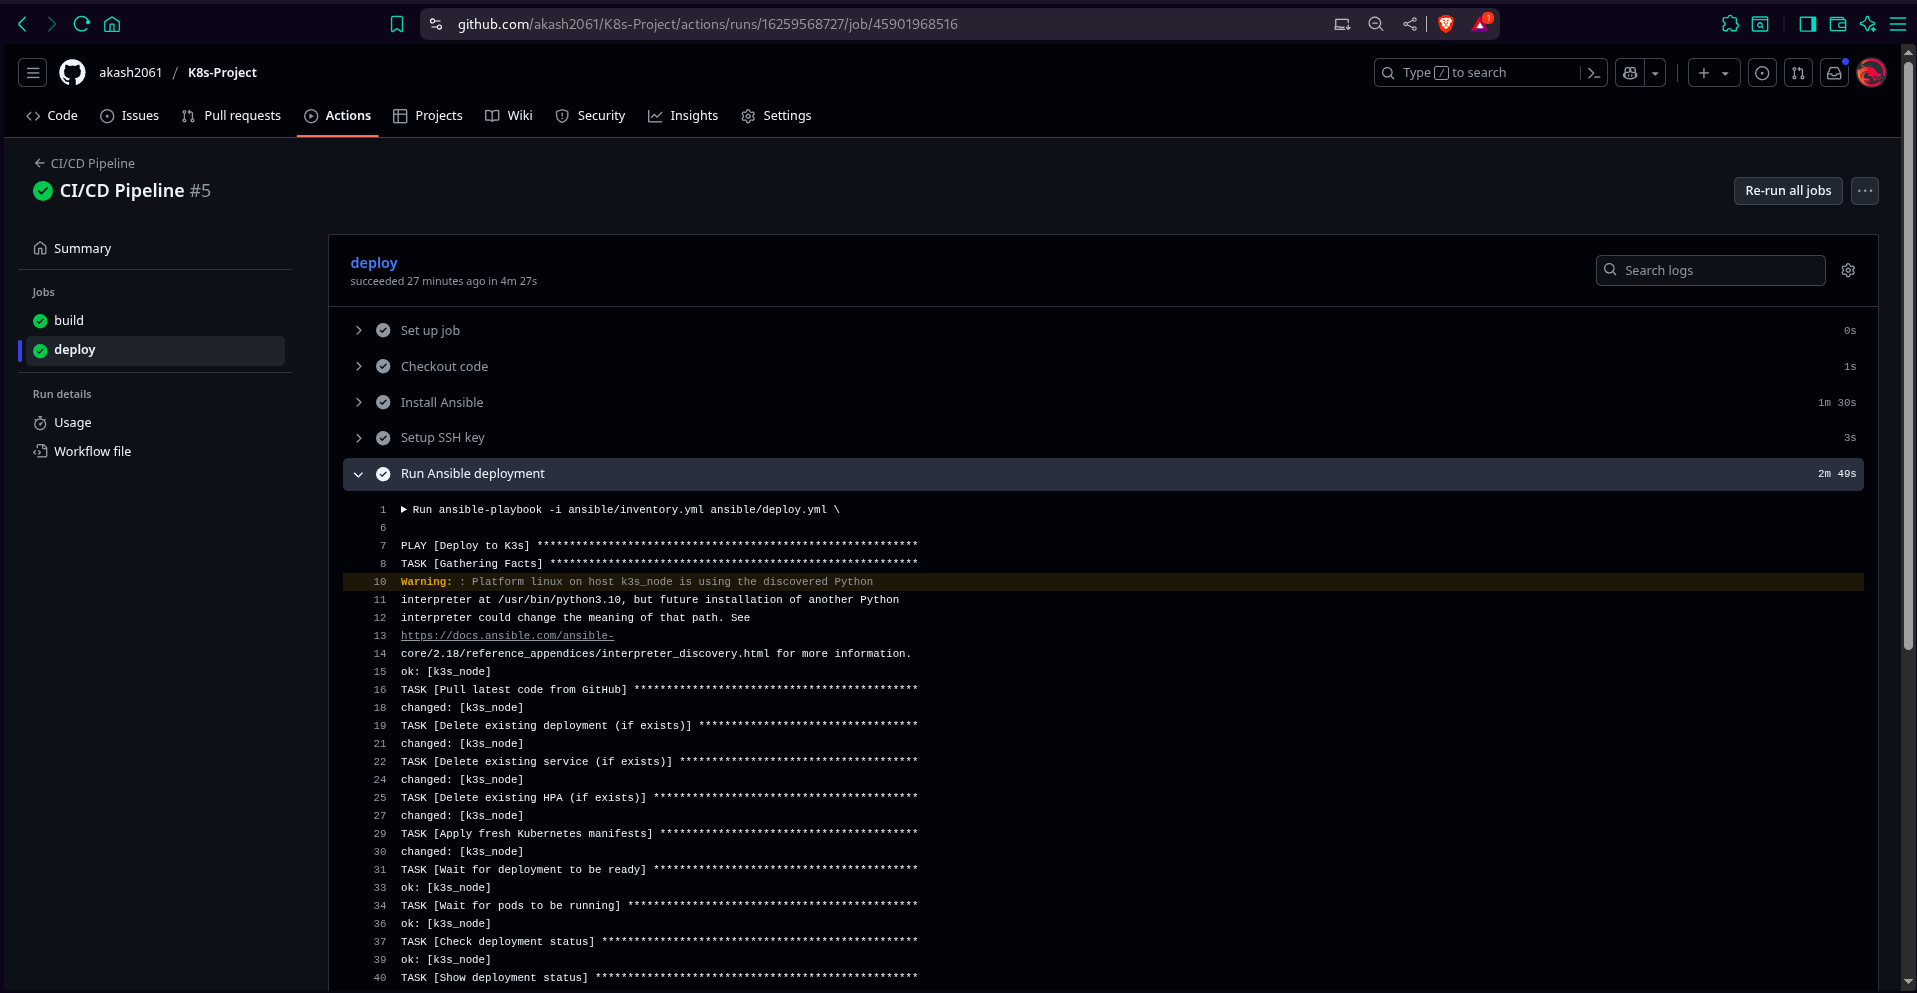 github.com/akash2061/K8s-Project/actions/runs/16259568727/job/45901968516
1
akash2061 / K8s-Project
Type / to search
Code
Issues
Pull requests
Actions
Projects
Wiki
Security
Insights
Settings
← CI/CD Pipeline
CI/CD Pipeline #5
Re-run all jobs
...
Summary
Jobs
build
deploy
Run details
Usage
Workflow file
deploy
succeeded 27 minutes ago in 4m 27s
Search logs
Set up job 0s
Checkout code 1s
Install Ansible 1m 30s
Setup SSH key 3s
Run Ansible deployment 2m 49s
1 ▶ Run ansible-playbook -i ansible/inventory.yml ansible/deploy.yml \
6
7 PLAY [Deploy to K3s] ***********************************************************
8 TASK [Gathering Facts] *********************************************************
10 Warning: : Platform linux on host k3s_node is using the discovered Python
11 interpreter at /usr/bin/python3.10, but future installation of another Python
12 interpreter could change the meaning of that path. See
13 https://docs.ansible.com/ansible-
14 core/2.18/reference_appendices/interpreter_discovery.html for more information.
15 ok: [k3s_node]
16 TASK [Pull latest code from GitHub] ********************************************
18 changed: [k3s_node]
19 TASK [Delete existing deployment (if exists)] **********************************
21 changed: [k3s_node]
22 TASK [Delete existing service (if exists)] *************************************
24 changed: [k3s_node]
25 TASK [Delete existing HPA (if exists)] *****************************************
27 changed: [k3s_node]
29 TASK [Apply fresh Kubernetes manifests] ****************************************
30 changed: [k3s_node]
31 TASK [Wait for deployment to be ready] *****************************************
33 ok: [k3s_node]
34 TASK [Wait for pods to be running] *********************************************
36 ok: [k3s_node]
37 TASK [Check deployment status] *************************************************
39 ok: [k3s_node]
40 TASK [Show deployment status] **************************************************